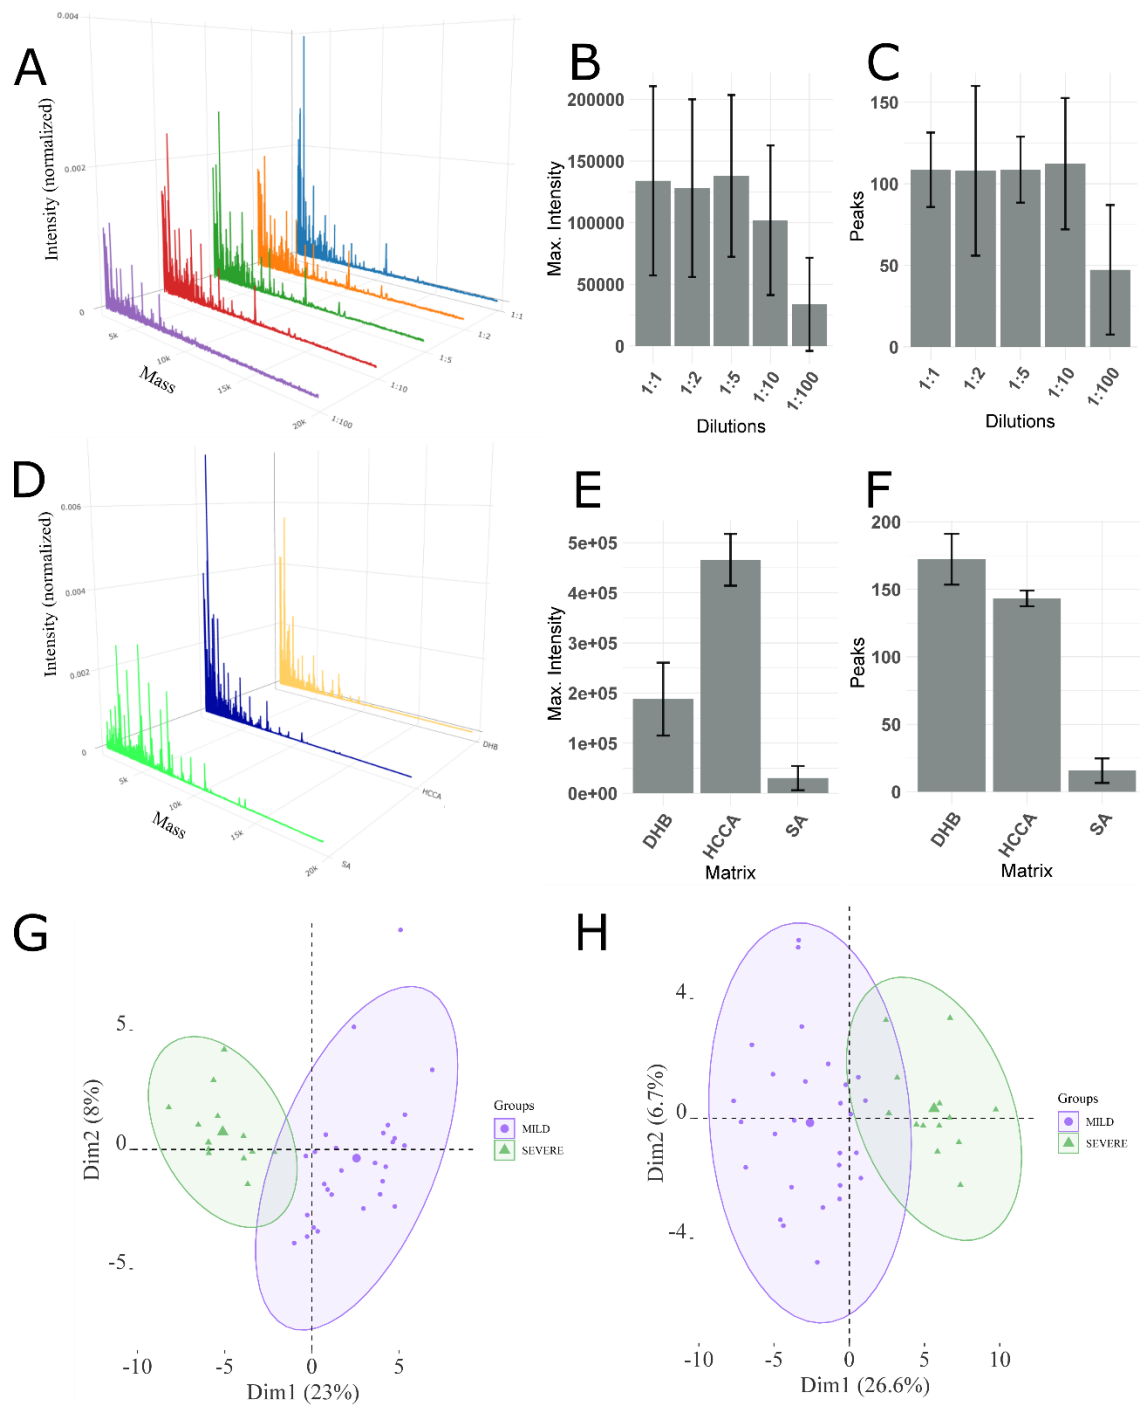 A
0.004
0.002
0
Intensity (normalized)
5k
10k
15k
20k
Mass
1:1
1:2
1:5
1:10
1:100
B
200000
150000
100000
50000
0
Max. Intensity
1:1
1:2
1:5
1:10
1:100
Dilutions
C
150
100
50
0
Peaks
1:1
1:2
1:5
1:10
1:100
Dilutions
D
0.006
0.004
0.002
0
Intensity (normalized)
5k
10k
15k
20k
Mass
DHB
HCCA
SA
E
5e+05
4e+05
3e+05
2e+05
1e+05
0e+00
Max. Intensity
DHB
HCCA
SA
Matrix
F
200
150
100
50
0
Peaks
DHB
HCCA
SA
Matrix
G
5
0
-5
Dim2 (8%)
-10
-5
0
5
Dim1 (23%)
Groups
MILD
SEVERE
H
4
0
-4
Dim2 (6.7%)
-10
-5
0
5
10
Dim1 (26.6%)
Groups
MILD
SEVERE